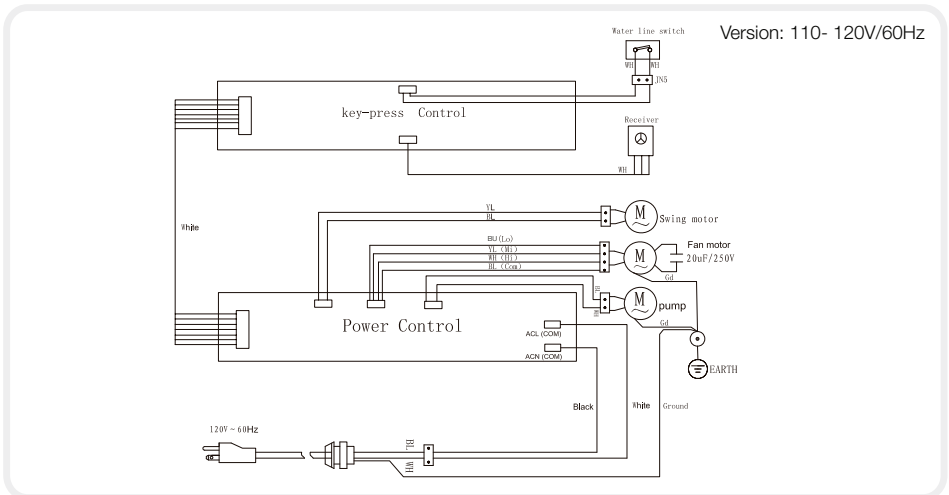 Version: 110- 120V/60Hz
Water line switch
WH WH
JN5
key-press Control
Receiver
WH
White
YL
BL
M
Swing motor
BU (Lo)
YL (Mi)
WH (Hi)
BL (Com)
M
Fan motor
20uF/250V
Gd
BL
WH
M
pump
Gd
Power Control
ACL (COM)
ACN (COM)
EARTH
Black
White
Ground
120V~60Hz
BL
WH